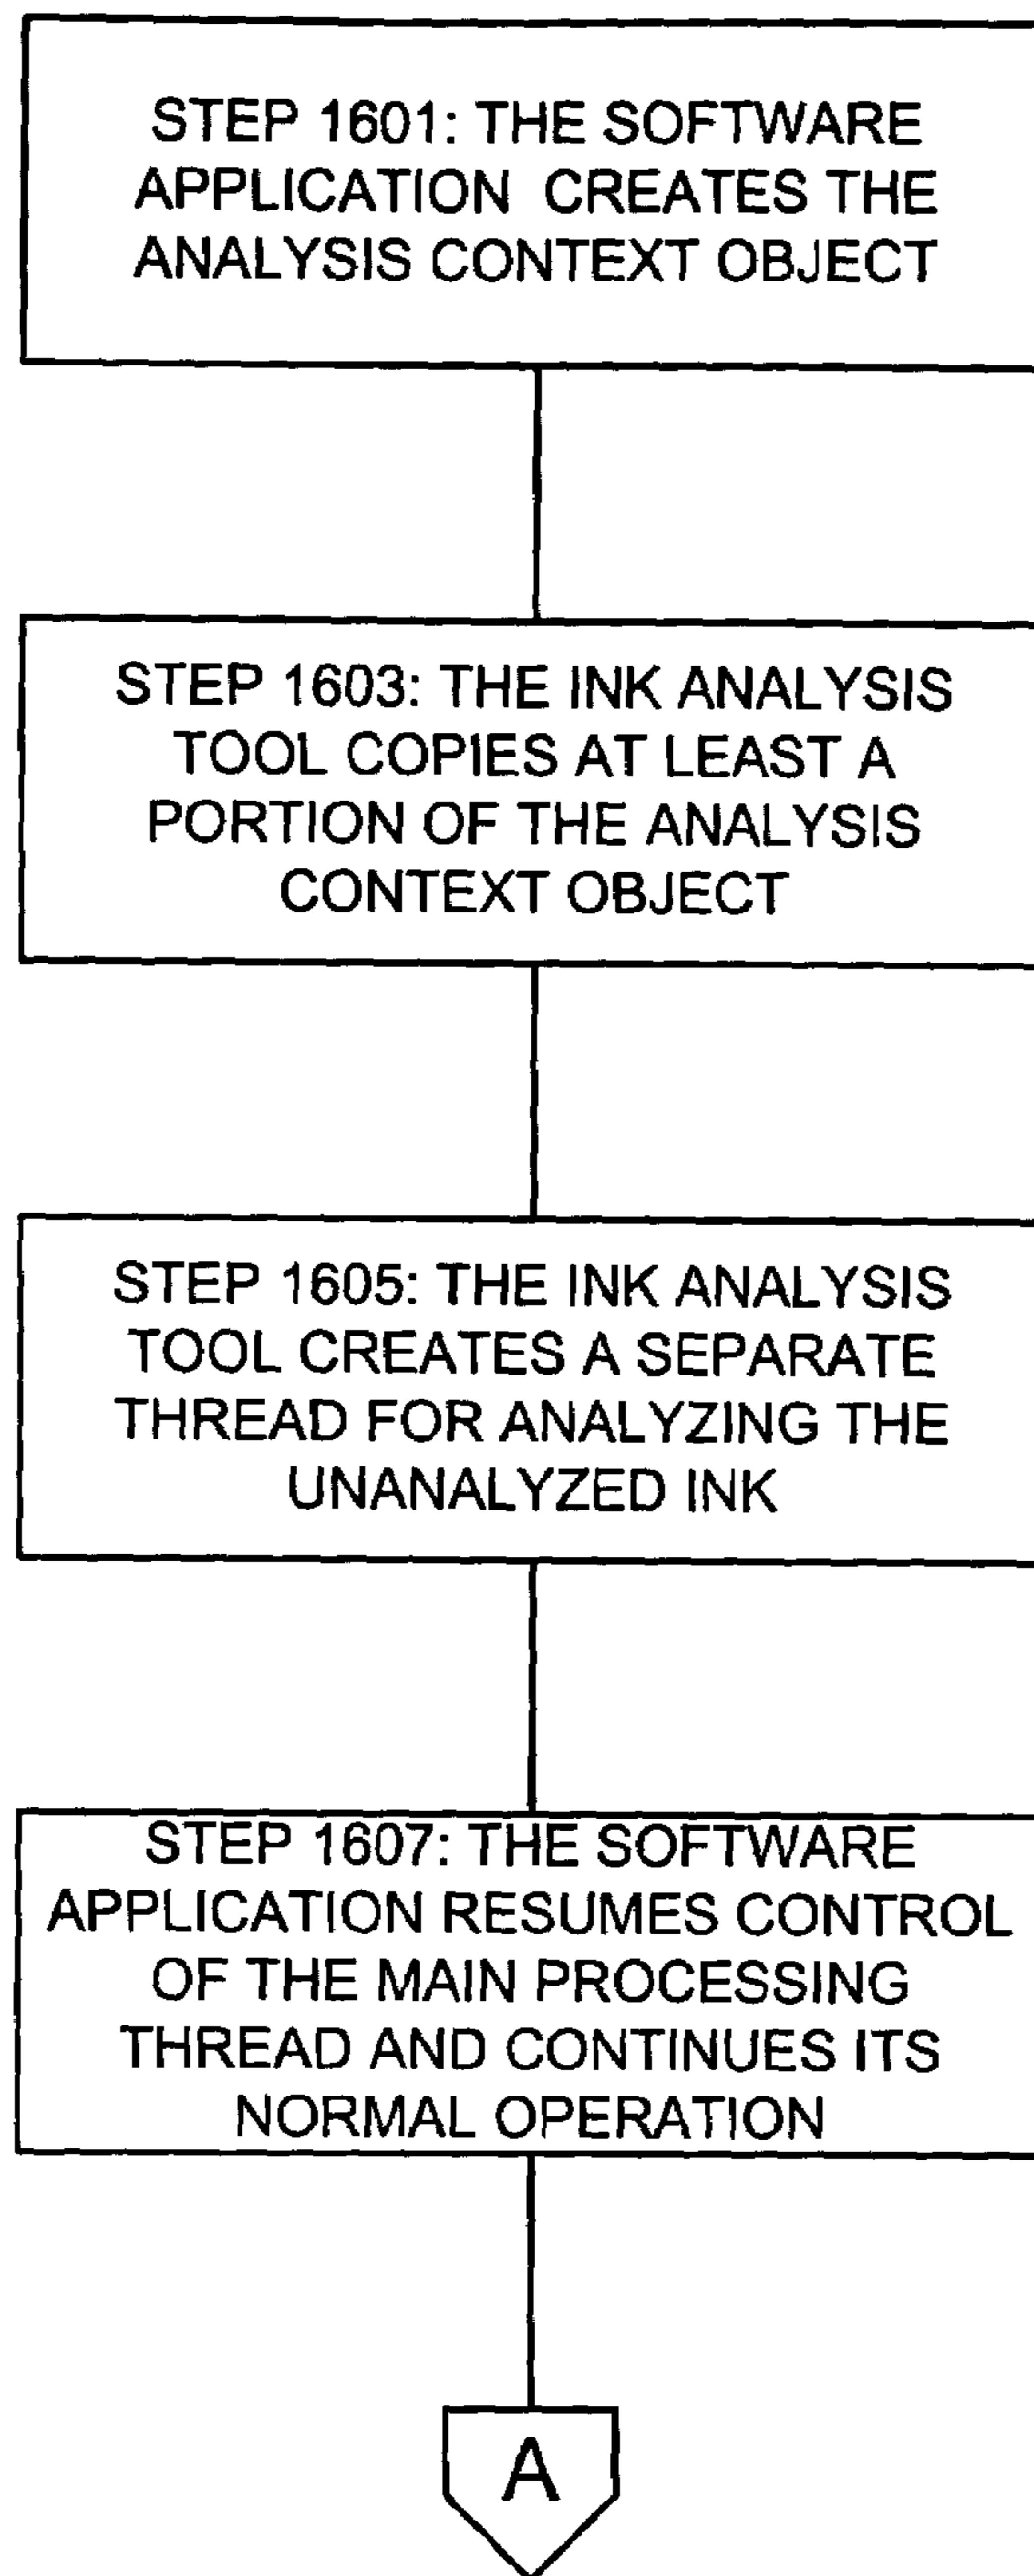 STEP 1601: THE SOFTWARE
APPLICATION CREATES THE
ANALYSIS CONTEXT OBJECT
STEP 1603: THE INK ANALYSIS
TOOL COPIES AT LEAST A
PORTION OF THE ANALYSIS
CONTEXT OBJECT
STEP 1605: THE INK ANALYSIS
TOOL CREATES A SEPARATE
THREAD FOR ANALYZING THE
UNANALYZED INK
STEP 1607: THE SOFTWARE
APPLICATION RESUMES CONTROL
OF THE MAIN PROCESSING
THREAD AND CONTINUES ITS
NORMAL OPERATION
A